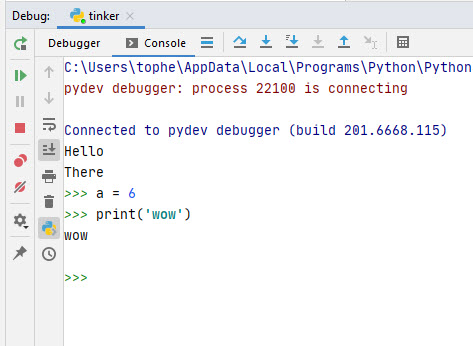 Debug: tinker
Debugger Console
C:\Users\tophe\AppData\Local\Programs\Python\Python
pydev debugger: process 22100 is connecting
Connected to pydev debugger (build 201.6668.115)
Hello
There
>>> a = 6
>>> print('wow')
wow
>>>